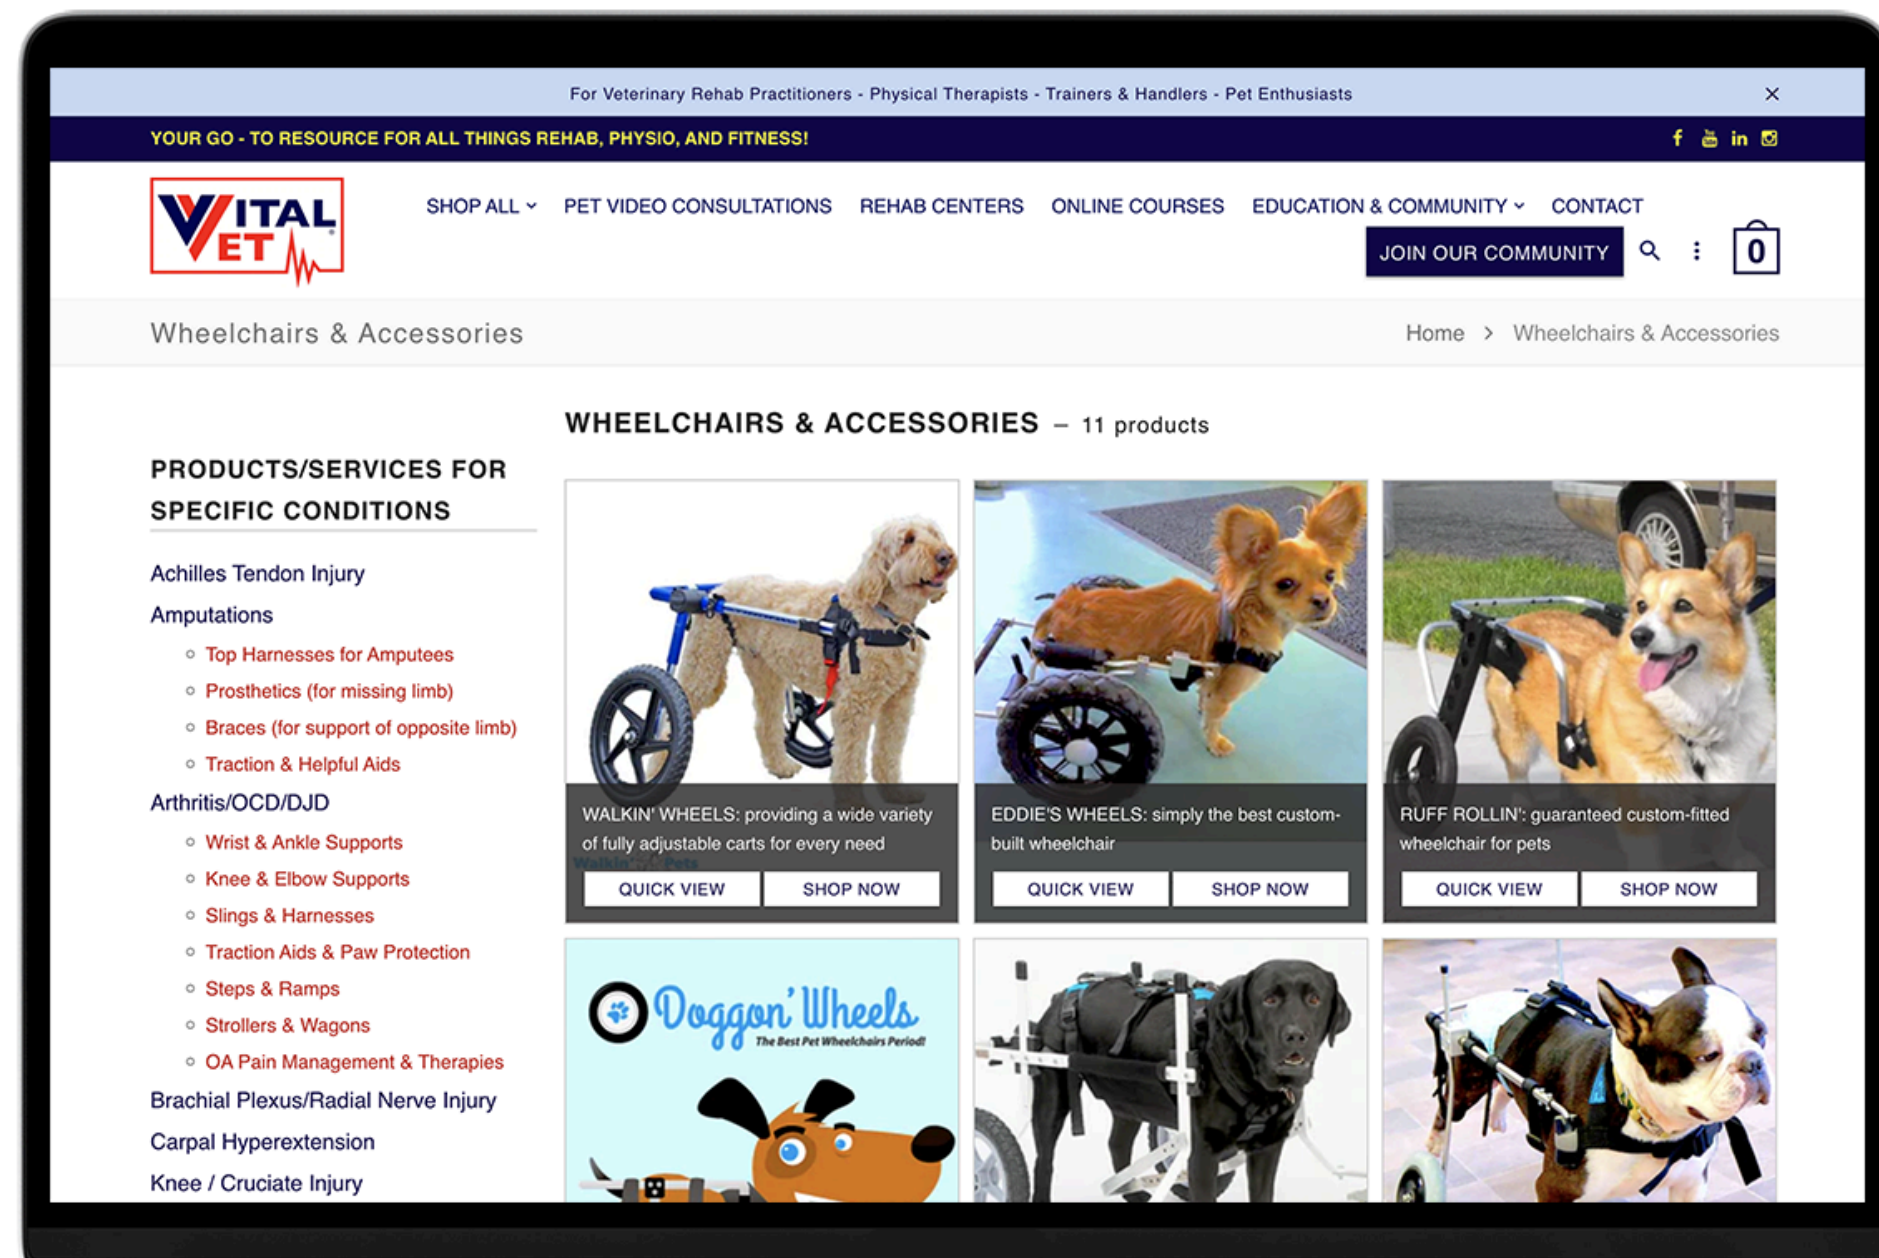 For Veterinary Rehab Practitioners - Physical Therapists - Trainers & Handlers - Pet Enthusiasts
YOUR GO - TO RESOURCE FOR ALL THINGS REHAB, PHYSIO, AND FITNESS!
VITAL
VET
SHOP ALL
PET VIDEO CONSULTATIONS
REHAB CENTERS
ONLINE COURSES
EDUCATION & COMMUNITY
CONTACT
JOIN OUR COMMUNITY
0
Wheelchairs & Accessories
Home > Wheelchairs & Accessories
PRODUCTS/SERVICES FOR
SPECIFIC CONDITIONS
Achilles Tendon Injury
Amputations
Top Harnesses for Amputees
Prosthetics (for missing limb)
Braces (for support of opposite limb)
Traction & Helpful Aids
Arthritis/OCD/DJD
Wrist & Ankle Supports
Knee & Elbow Supports
Slings & Harnesses
Traction Aids & Paw Protection
Steps & Ramps
Strollers & Wagons
OA Pain Management & Therapies
Brachial Plexus/Radial Nerve Injury
Carpal Hyperextension
Knee / Cruciate Injury
WHEELCHAIRS & ACCESSORIES – 11 products
WALKIN' WHEELS: providing a wide variety
of fully adjustable carts for every need
Walkin' Pets
QUICK VIEW
SHOP NOW
EDDIE'S WHEELS: simply the best custom-
built wheelchair
QUICK VIEW
SHOP NOW
RUFF ROLLIN': guaranteed custom-fitted
wheelchair for pets
QUICK VIEW
SHOP NOW
Doggon' Wheels
The Best Pet Wheelchairs Period!